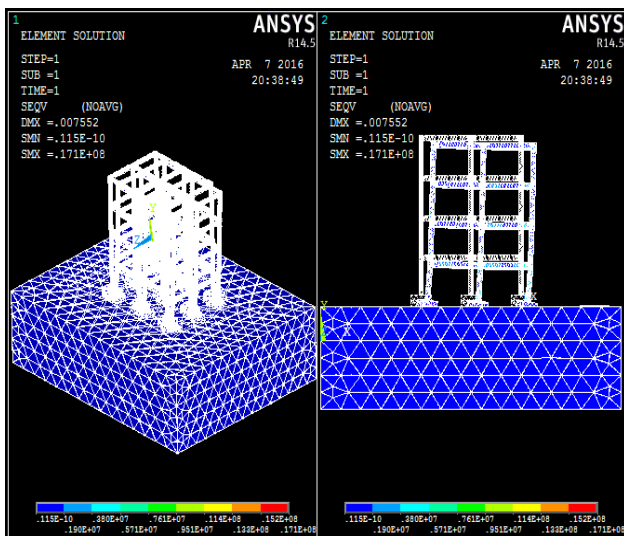 1
ANSYS
R14.5
ELEMENT SOLUTION
APR 7 2016
20:38:49
STEP=1
SUB =1
TIME=1
SEQV (NOAVG)
DMX =.007552
SMN =.115E-10
SMX =.171E+08
Y
Z
.115E-10 .380E+07 .761E+07 .114E+08 .152E+08
.190E+07 .571E+07 .951E+07 .133E+08 .171E+08
2
ANSYS
R14.5
ELEMENT SOLUTION
APR 7 2016
20:38:49
STEP=1
SUB =1
TIME=1
SEQV (NOAVG)
DMX =.007552
SMN =.115E-10
SMX =.171E+08
Y
.115E-10 .380E+07 .761E+07 .114E+08 .152E+08
.190E+07 .571E+07 .951E+07 .133E+08 .171E+08